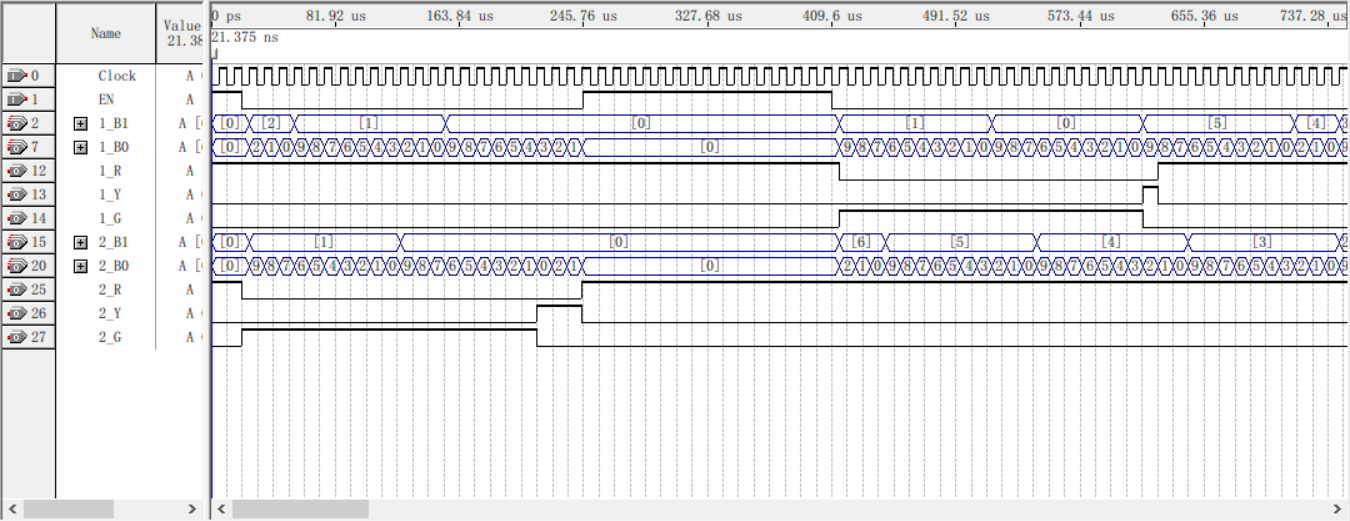 Name Value 21.38
0 ps 81.92 us 163.84 us 245.76 us 327.68 us 409.6 us 491.52 us 573.44 us 655.36 us 737.28 us
21.375 ns
0 Clock A
1 EN A
2 1_B1 A [ [0] [2] [1] [0] [1] [0] [5] [4] 3
7 1_B0 A [ [0] 2 1 0 9 8 7 6 5 4 3 2 1 0 9 8 7 6 5 4 3 2 1 [0] 9 8 7 6 5 4 3 2 1 0 9 8 7 6 5 4 3 2 1 0 9 8 7 6 5 4 3 2 1 0 2 1 0 9
12 1_R A
13 1_Y A
14 1_G A
15 2_B1 A [ [0] [1] [0] [6] [5] [4] [3] 2
20 2_B0 A [ [0] 9 8 7 6 5 4 3 2 1 0 9 8 7 6 5 4 3 2 1 0 2 1 [0] 2 1 0 9 8 7 6 5 4 3 2 1 0 9 8 7 6 5 4 3 2 1 0 9 8 7 6 5 4 3 2 1 0 9
25 2_R A
26 2_Y A
27 2_G A